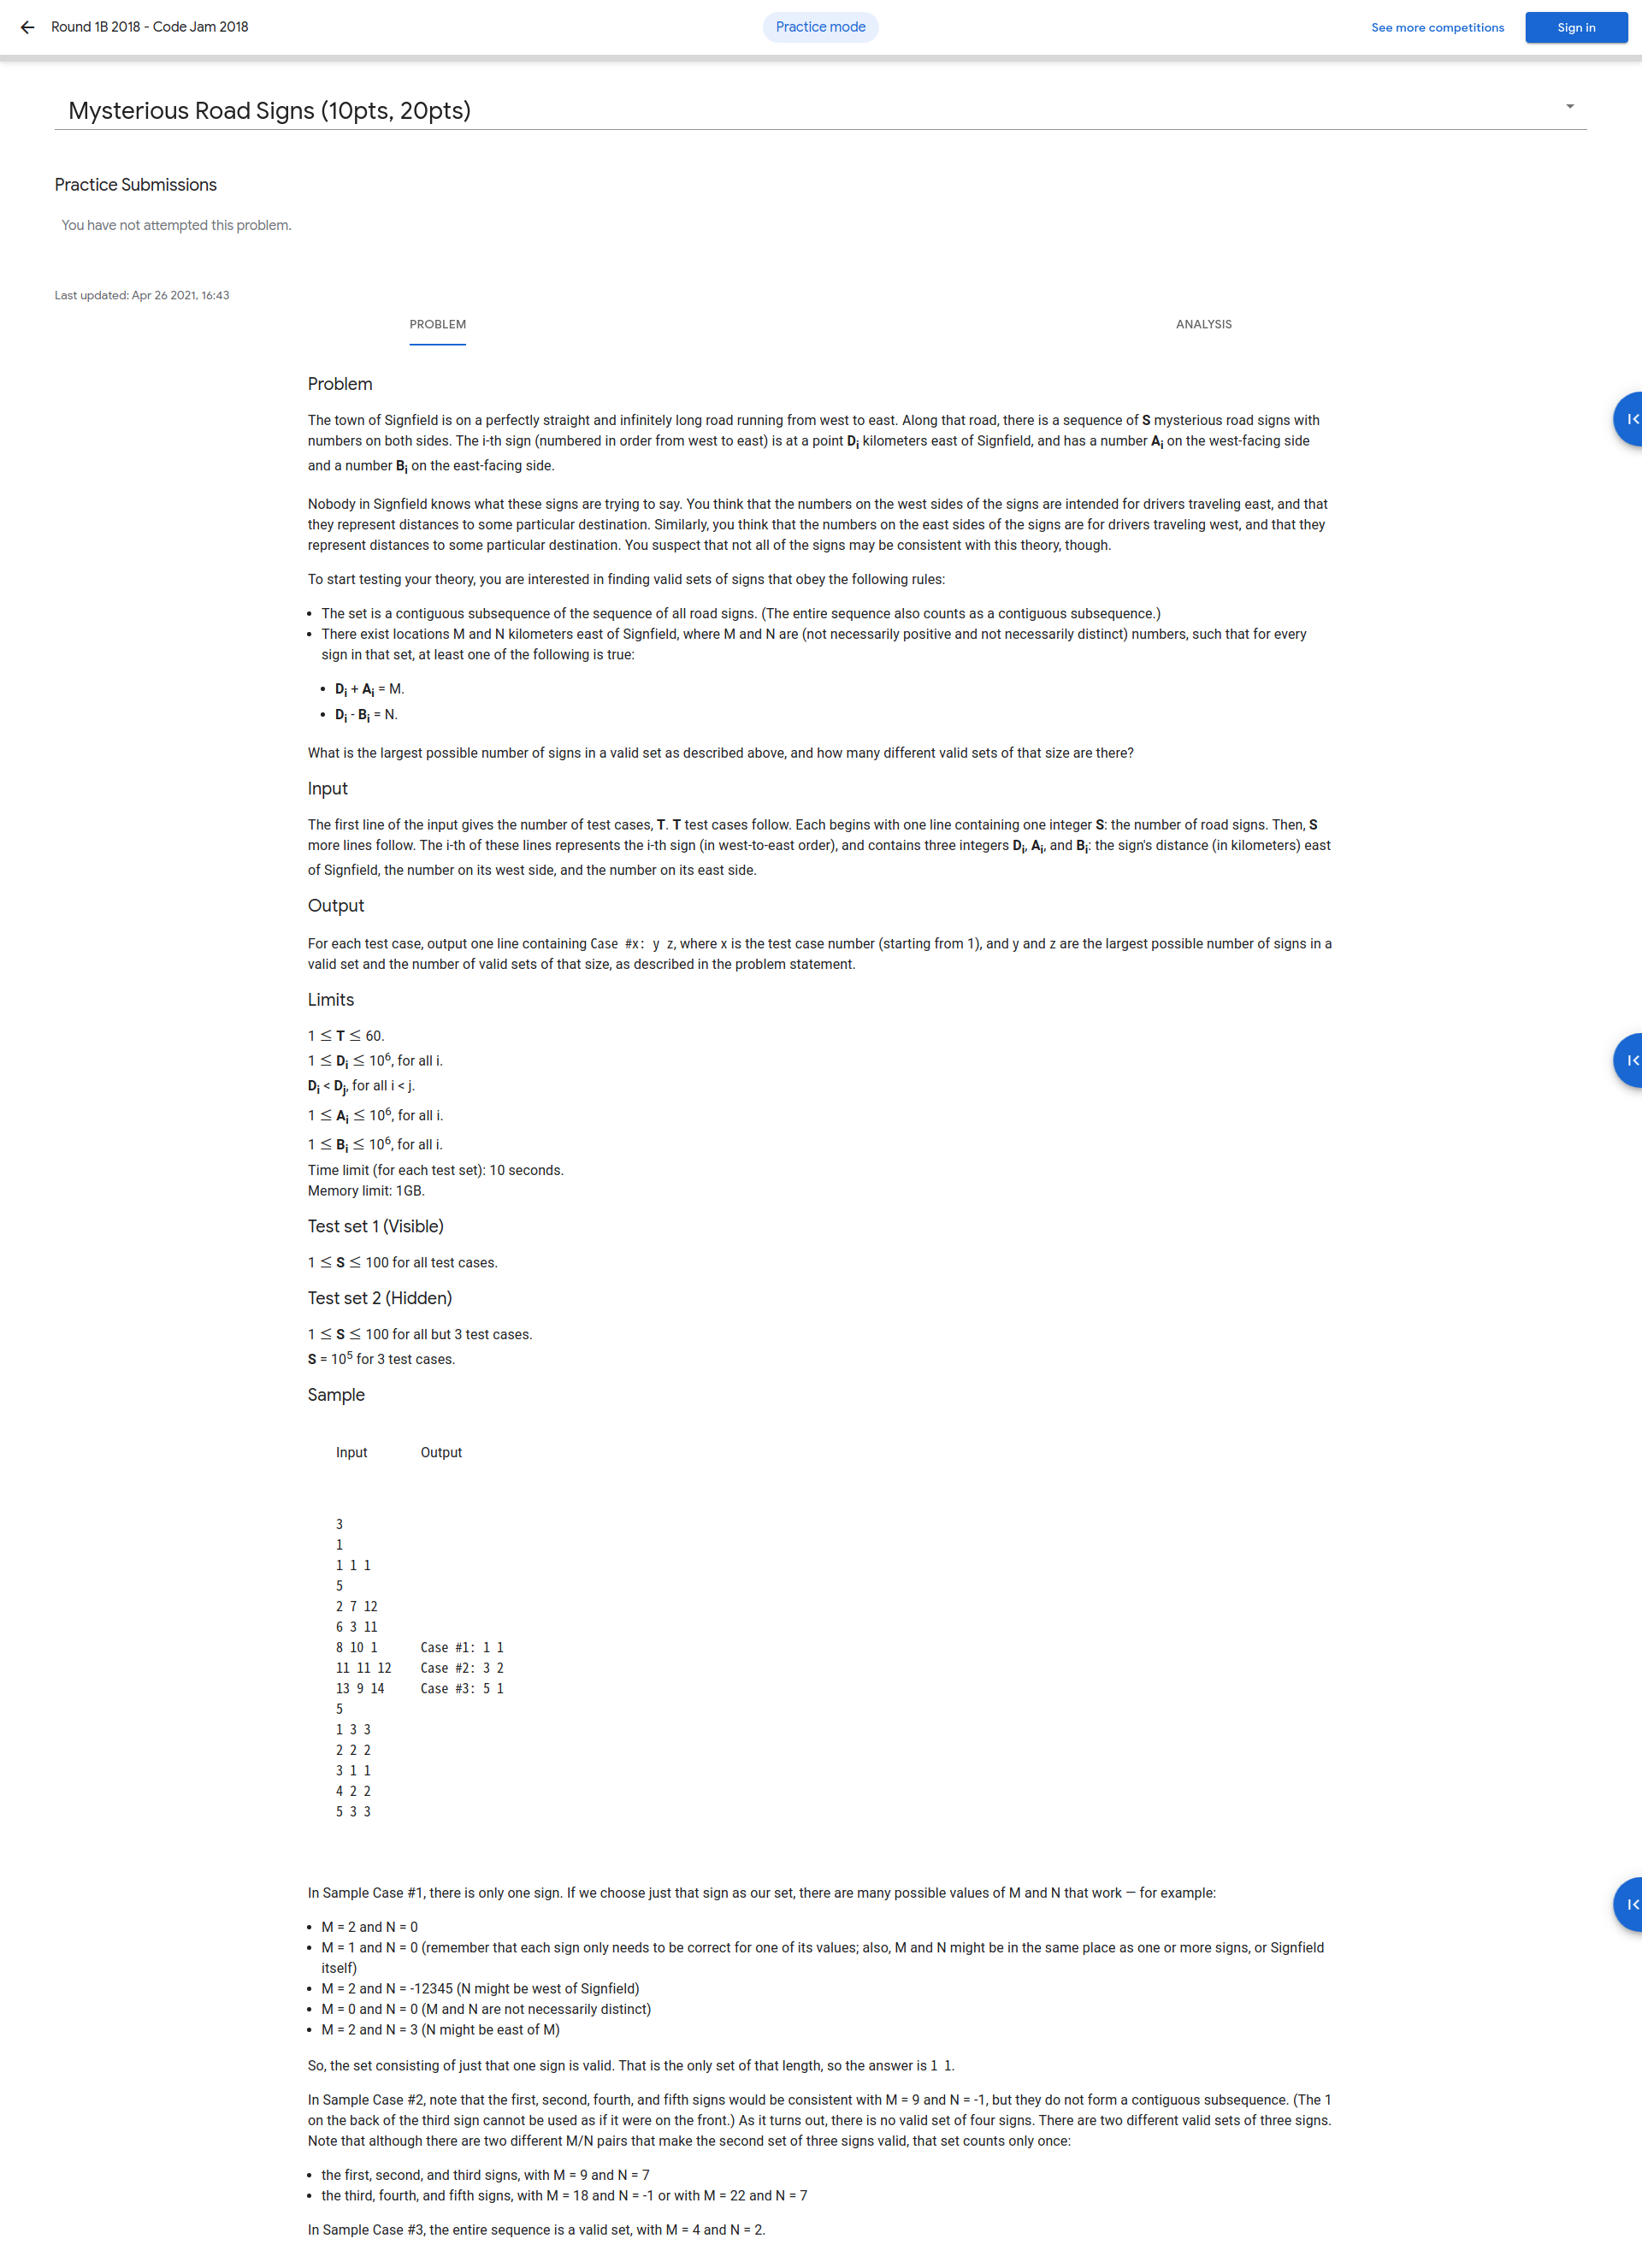 Round 1B 2018 - Code Jam 2018
Practice mode
See more competitions
Sign in
Mysterious Road Signs (10pts, 20pts)
Practice Submissions
You have not attempted this problem.
Last updated: Apr 26 2021, 16:43
PROBLEM
ANALYSIS
Problem
The town of Signfield is on a perfectly straight and infinitely long road running from west to east. Along that road, there is a sequence of S mysterious road signs with
numbers on both sides. The i-th sign (numbered in order from west to east) is at a point Di kilometers east of Signfield, and has a number Ai on the west-facing side
and a number Bi on the east-facing side.
Nobody in Signfield knows what these signs are trying to say. You think that the numbers on the west sides of the signs are intended for drivers traveling east, and that
they represent distances to some particular destination. Similarly, you think that the numbers on the east sides of the signs are for drivers traveling west, and that they
represent distances to some particular destination. You suspect that not all of the signs may be consistent with this theory, though.
To start testing your theory, you are interested in finding valid sets of signs that obey the following rules:
• The set is a contiguous subsequence of the sequence of all road signs. (The entire sequence also counts as a contiguous subsequence.)
• There exist locations M and N kilometers east of Signfield, where M and N are (not necessarily positive and not necessarily distinct) numbers, such that for every
sign in that set, at least one of the following is true:
• Di + Ai = M.
• Di - Bi = N.
What is the largest possible number of signs in a valid set as described above, and how many different valid sets of that size are there?
Input
The first line of the input gives the number of test cases, T. T test cases follow. Each begins with one line containing one integer S: the number of road signs. Then, S
more lines follow. The i-th of these lines represents the i-th sign (in west-to-east order), and contains three integers Di, Ai, and Bi: the sign's distance (in kilometers) east
of Signfield, the number on its west side, and the number on its east side.
Output
For each test case, output one line containing Case #x: y z, where x is the test case number (starting from 1), and y and z are the largest possible number of signs in a
valid set and the number of valid sets of that size, as described in the problem statement.
Limits
1 ≤ T ≤ 60.
1 ≤ Di ≤ 10⁶, for all i.
Di < Dj, for all i < j.
1 ≤ Ai ≤ 10⁶, for all i.
1 ≤ Bi ≤ 10⁶, for all i.
Time limit (for each test set): 10 seconds.
Memory limit: 1GB.
Test set 1 (Visible)
1 ≤ S ≤ 100 for all test cases.
Test set 2 (Hidden)
1 ≤ S ≤ 100 for all but 3 test cases.
S = 10⁵ for 3 test cases.
Sample
Input Output
3
1
1 1 1
5
2 7 12
6 3 11
8 10 1 Case #1: 1 1
11 11 12 Case #2: 3 2
13 9 14 Case #3: 5 1
5
1 3 3
2 2 2
3 1 1
4 2 2
5 3 3
In Sample Case #1, there is only one sign. If we choose just that sign as our set, there are many possible values of M and N that work — for example:
• M = 2 and N = 0
• M = 1 and N = 0 (remember that each sign only needs to be correct for one of its values; also, M and N might be in the same place as one or more signs, or Signfield
itself)
• M = 2 and N = -12345 (N might be west of Signfield)
• M = 0 and N = 0 (M and N are not necessarily distinct)
• M = 2 and N = 3 (N might be east of M)
So, the set consisting of just that one sign is valid. That is the only set of that length, so the answer is 1 1.
In Sample Case #2, note that the first, second, fourth, and fifth signs would be consistent with M = 9 and N = -1, but they do not form a contiguous subsequence. (The 1
on the back of the third sign cannot be used as if it were on the front.) As it turns out, there is no valid set of four signs. There are two different valid sets of three signs.
Note that although there are two different M/N pairs that make the second set of three signs valid, that set counts only once:
• the first, second, and third signs, with M = 9 and N = 7
• the third, fourth, and fifth signs, with M = 18 and N = -1 or with M = 22 and N = 7
In Sample Case #3, the entire sequence is a valid set, with M = 4 and N = 2.